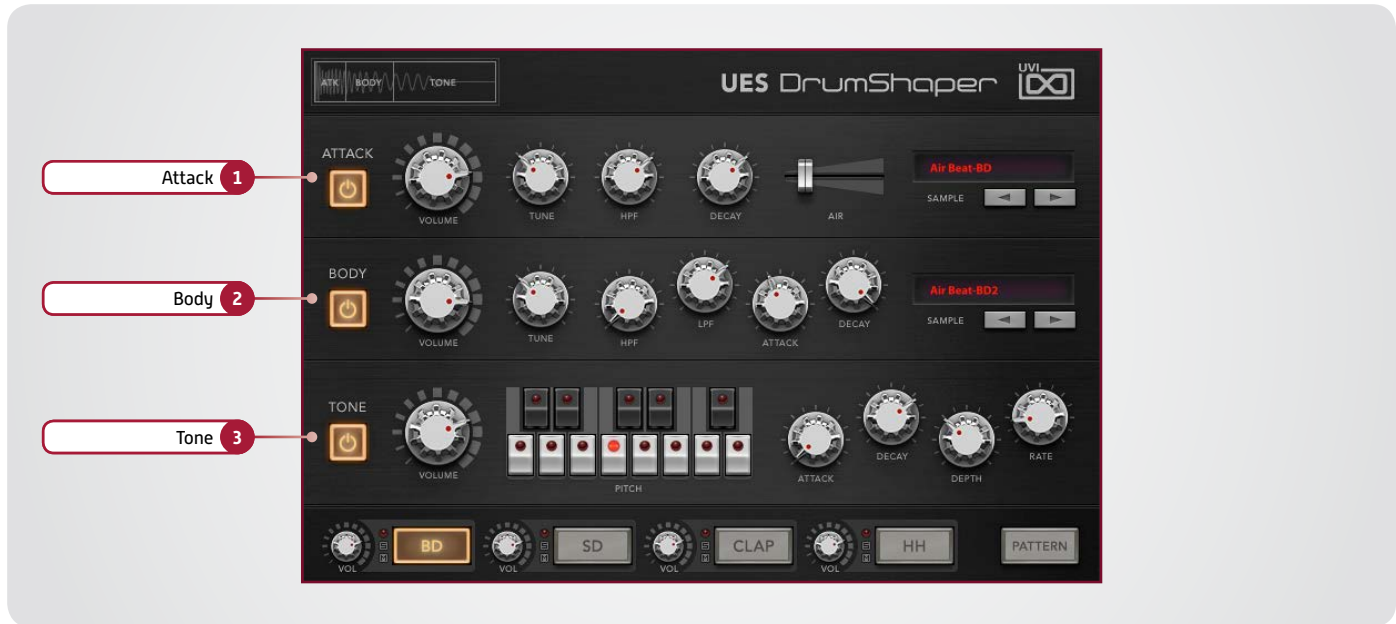 ATK BODY TONE
UES DrumShaper UVI
ATTACK
VOLUME TUNE HPF DECAY AIR
Air Beat-BD
SAMPLE
Attack 1
BODY
VOLUME TUNE HPF LPF ATTACK DECAY
Air Beat-BD2
SAMPLE
Body 2
TONE
VOLUME PITCH ATTACK DECAY DEPTH RATE
Tone 3
VOL BD VOL SD VOL CLAP VOL HH PATTERN